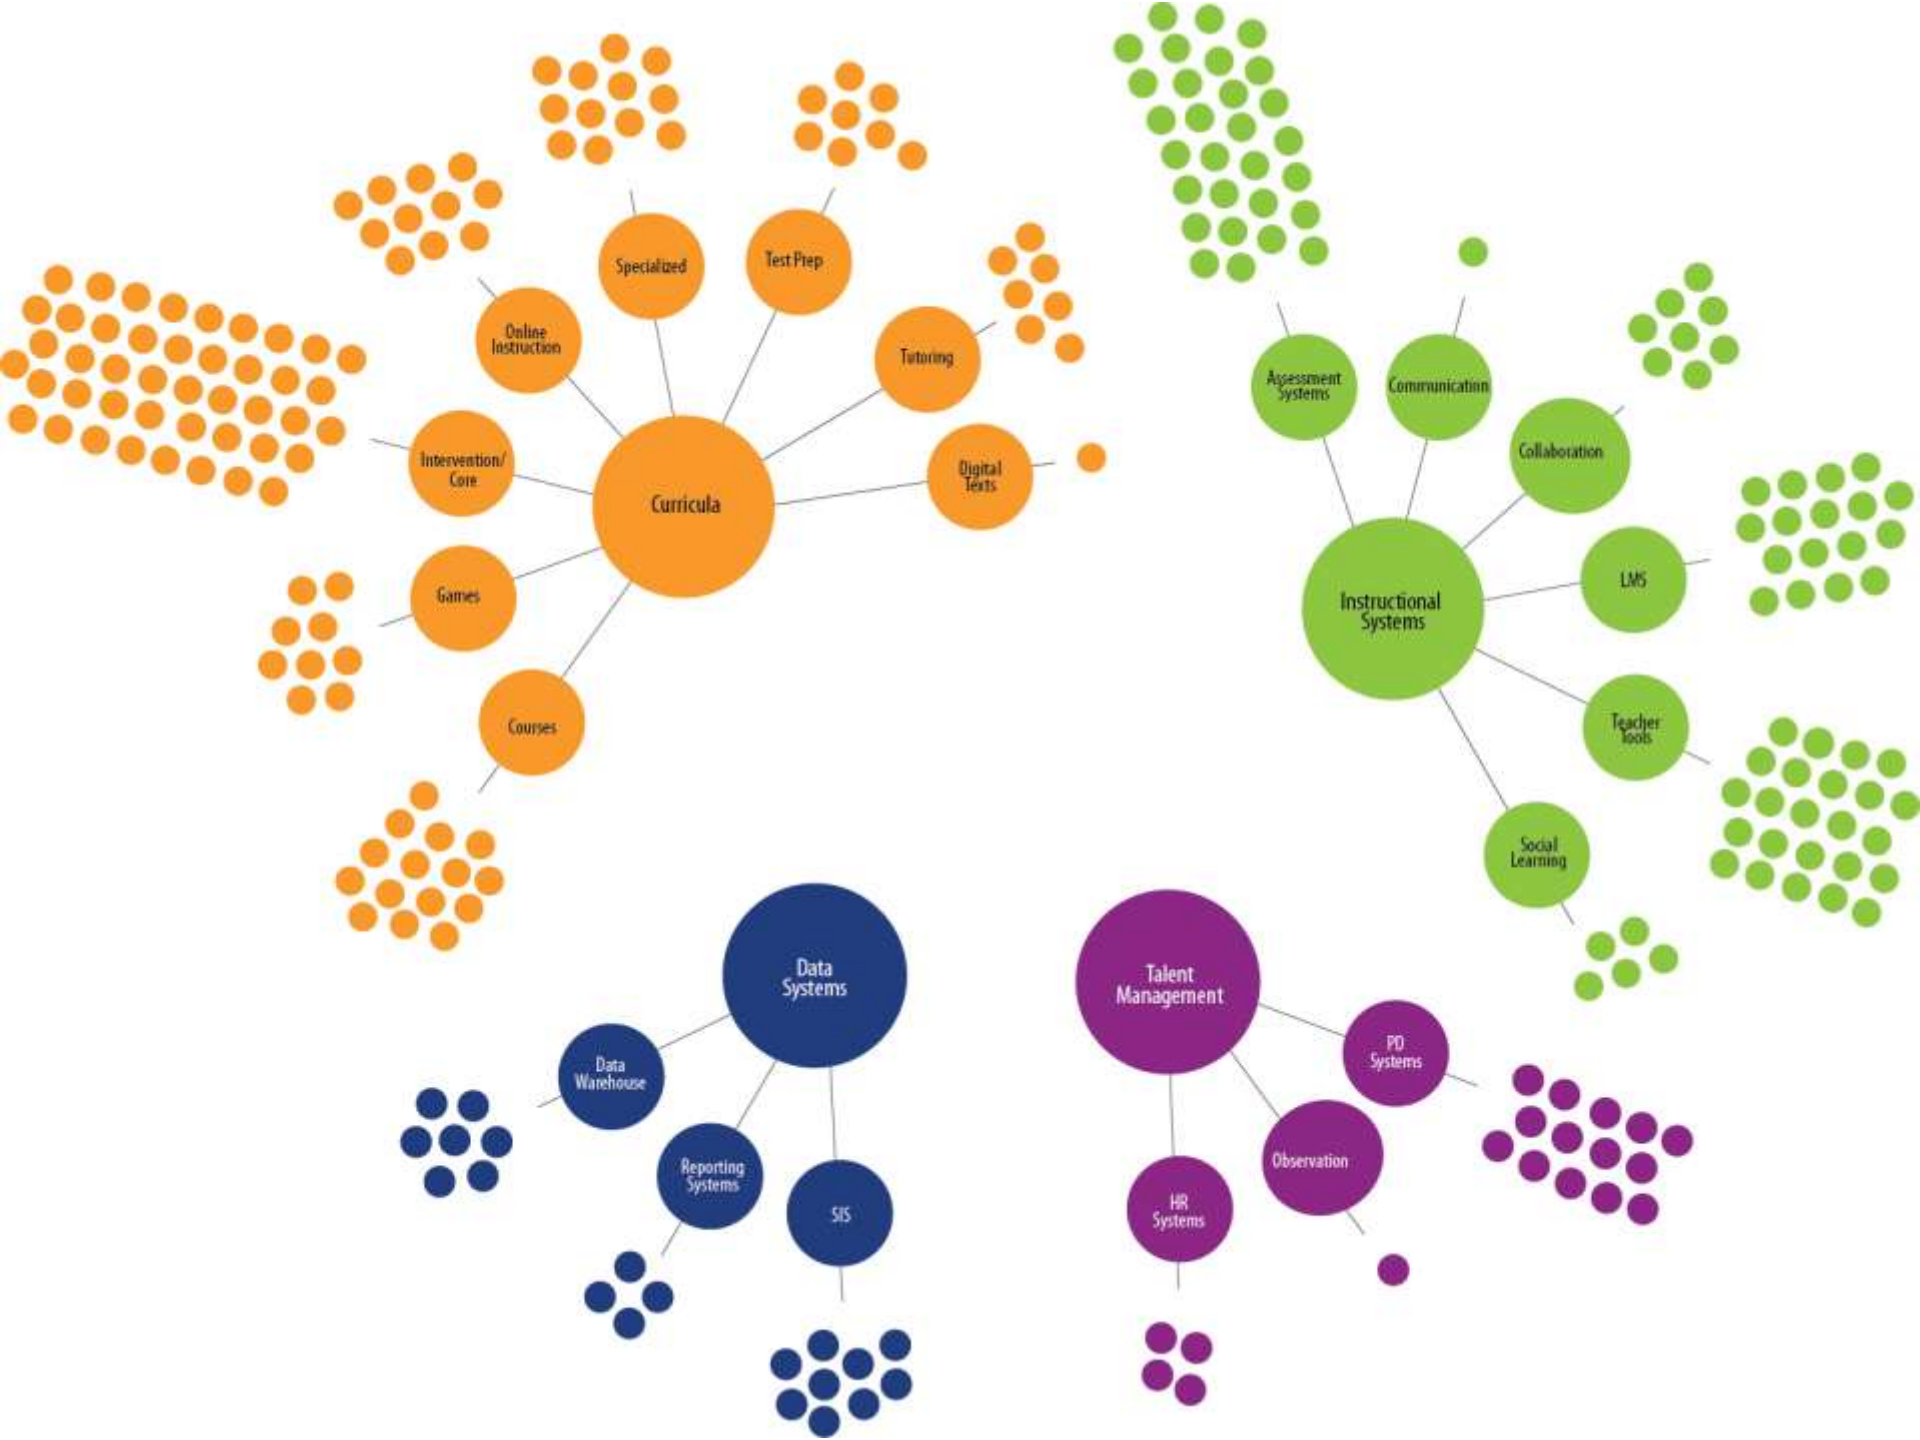 Specialized
Test Prep
Online
Instruction
Tutoring
Intervention/
Core
Digital
Texts
Curricula
Games
Courses
Assessment
Systems
Communication
Collaboration
LMS
Instructional
Systems
Teacher
Tools
Social
Learning
Data
Systems
Data
Warehouse
Reporting
Systems
SIS
Talent
Management
PD
Systems
Observation
HR
Systems